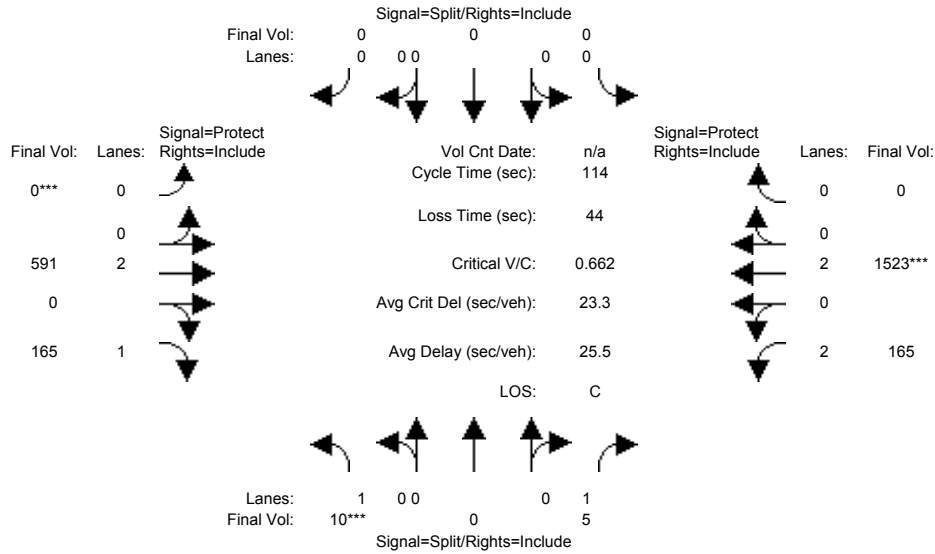 Signal=Split/Rights=Include
Final Vol: 0 0 0
Lanes: 0 0 0 0 0
Signal=Protect Signal=Protect
Final Vol: Lanes: Rights=Include Vol Cnt Date: n/a Rights=Include Lanes: Final Vol:
Cycle Time (sec): 114
0*** 0 0 0
Loss Time (sec): 44
0 0
591 2 Critical V/C: 0.662 2 1523***
0 Avg Crit Del (sec/veh): 23.3 0
165 1 Avg Delay (sec/veh): 25.5 2 165
LOS: C
Lanes: 1 0 0 0 1
Final Vol: 10*** 0 5
Signal=Split/Rights=Include